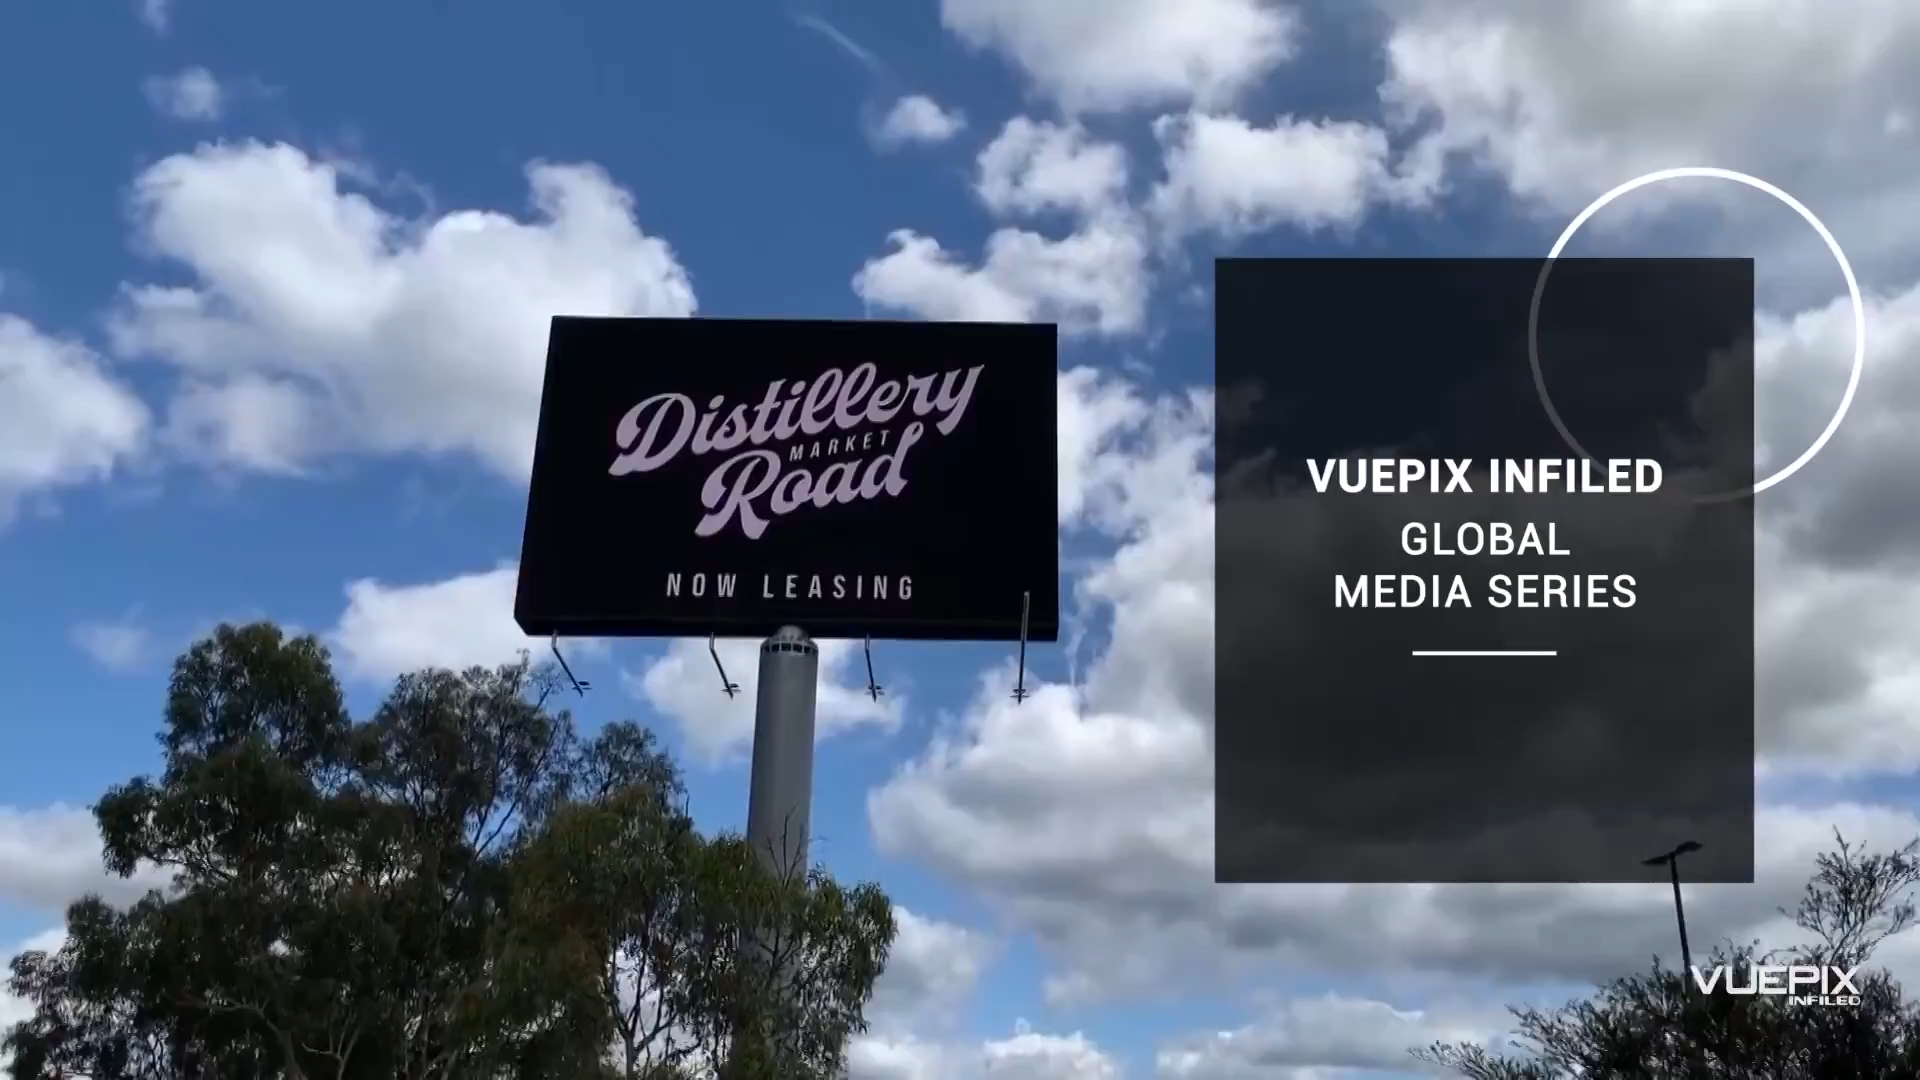 Distillery
MARKET
Road
NOW LEASING
VUEPIX INFILED
GLOBAL
MEDIA SERIES
VUEPIX
INFILED